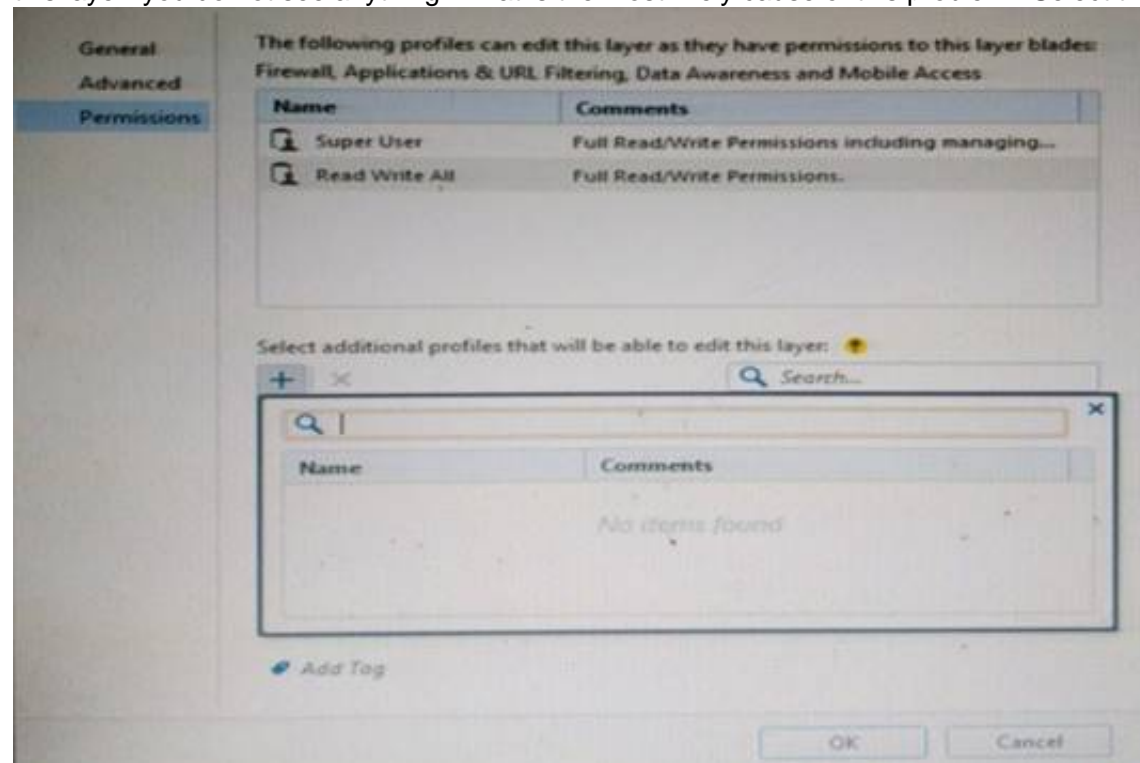 General
Advanced
Permissions
The following profiles can edit this layer as they have permissions to this layer blades:
Firewall, Applications & URL Filtering, Data Awareness and Mobile Access
Name Comments
Super User Full Read/Write Permissions including managing...
Read Write All Full Read/Write Permissions.
Select additional profiles that will be able to edit this layer:
Search...
Name Comments
No items found
Add Tag
OK Cancel